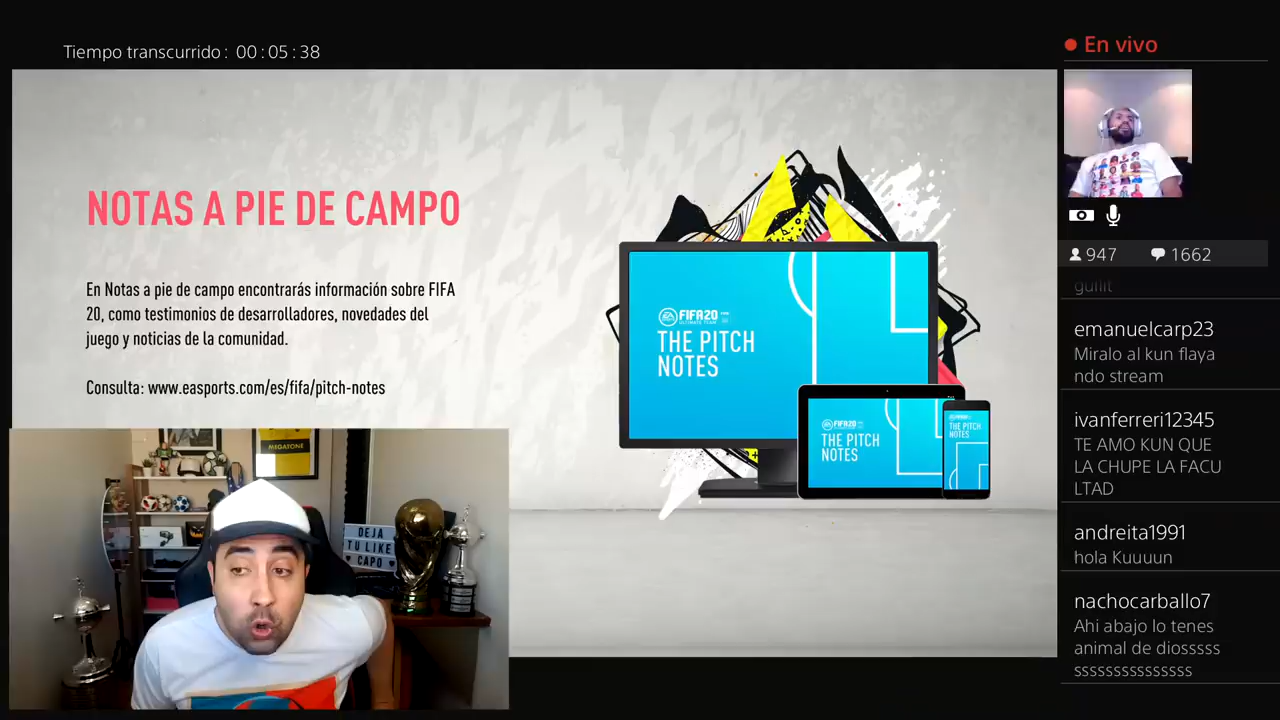 Tiempo transcurrido: 00:05:38
En vivo
NOTAS A PIE DE CAMPO
En Notas a pie de campo encontrarás información sobre FIFA
20, como testimonios de desarrolladores, novedades del
juego y noticias de la comunidad.
Consulta: www.easports.com/es/fifa/pitch-notes
EA SPORTS FIFA20
ULTIMATE TEAM
THE PITCH
NOTES
FIFA20
THE PITCH
NOTES
THE PITCH
NOTES
MEGATONE
DEJA
TU LIKE
CAPO
947 1662
gullit
emanuelcarp23
Miralo al kun flaya
ndo stream
ivanferreri12345
TE AMO KUN QUE
LA CHUPE LA FACU
LTAD
andreita1991
hola Kuuuun
nachocarballo7
Ahi abajo lo tenes
animal de diosssss
sssssssssssssss